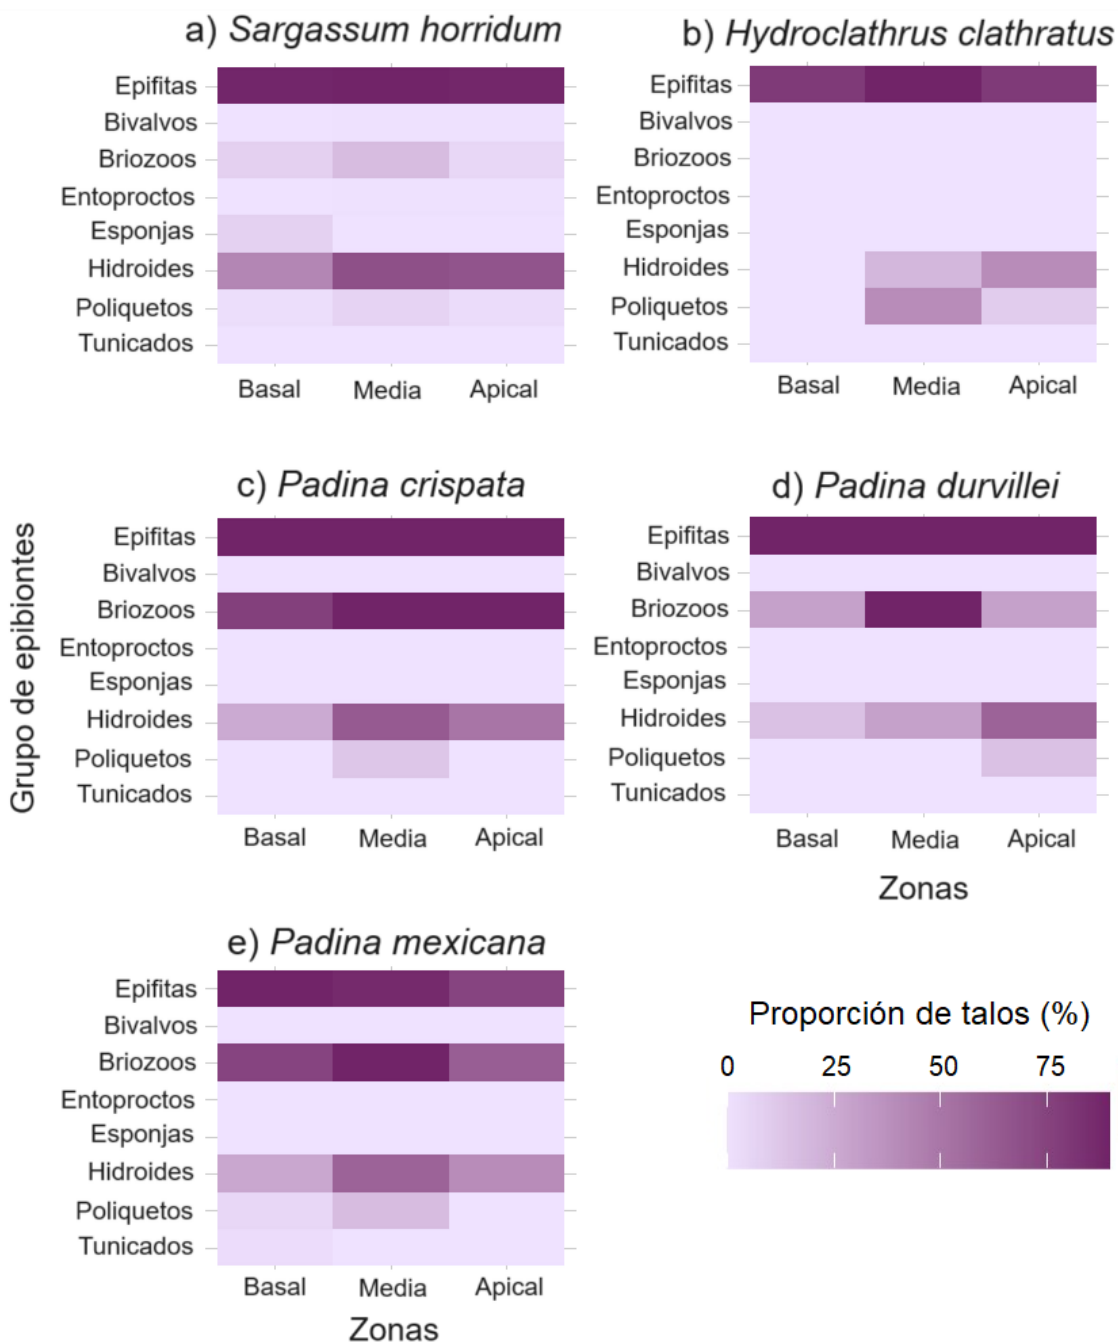 a) Sargassum horridum
Epifitas
Bivalvos
Briozoos
Entoproctos
Esponjas
Hidroides
Poliquetos
Tunicados
Basal Media Apical
b) Hydroclathrus clathratus
Epifitas
Bivalvos
Briozoos
Entoproctos
Esponjas
Hidroides
Poliquetos
Tunicados
Basal Media Apical
Grupo de epibiontes
c) Padina crispata
Epifitas
Bivalvos
Briozoos
Entoproctos
Esponjas
Hidroides
Poliquetos
Tunicados
Basal Media Apical
d) Padina durvillei
Epifitas
Bivalvos
Briozoos
Entoproctos
Esponjas
Hidroides
Poliquetos
Tunicados
Basal Media Apical
Zonas
e) Padina mexicana
Epifitas
Bivalvos
Briozoos
Entoproctos
Esponjas
Hidroides
Poliquetos
Tunicados
Basal Media Apical
Zonas
Proporción de talos (%)
0 25 50 75